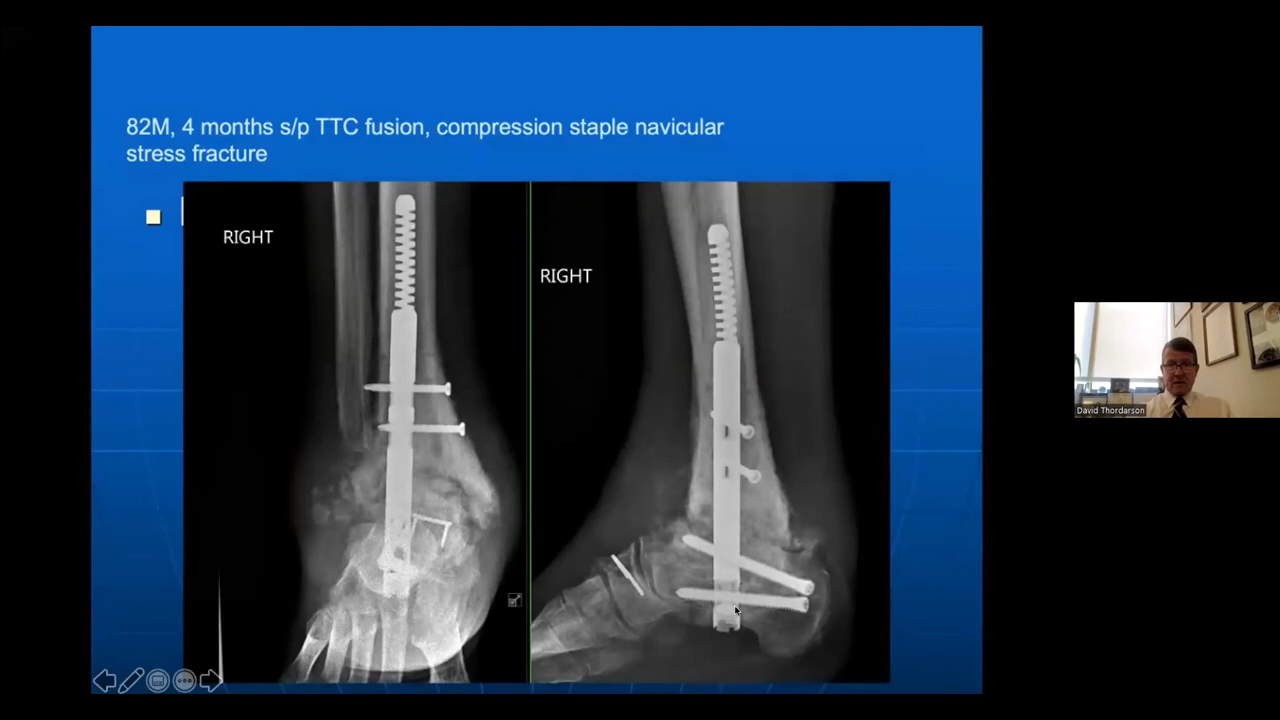 82M, 4 months s/p TTC fusion, compression staple navicular
stress fracture
RIGHT
RIGHT
David Thordarson